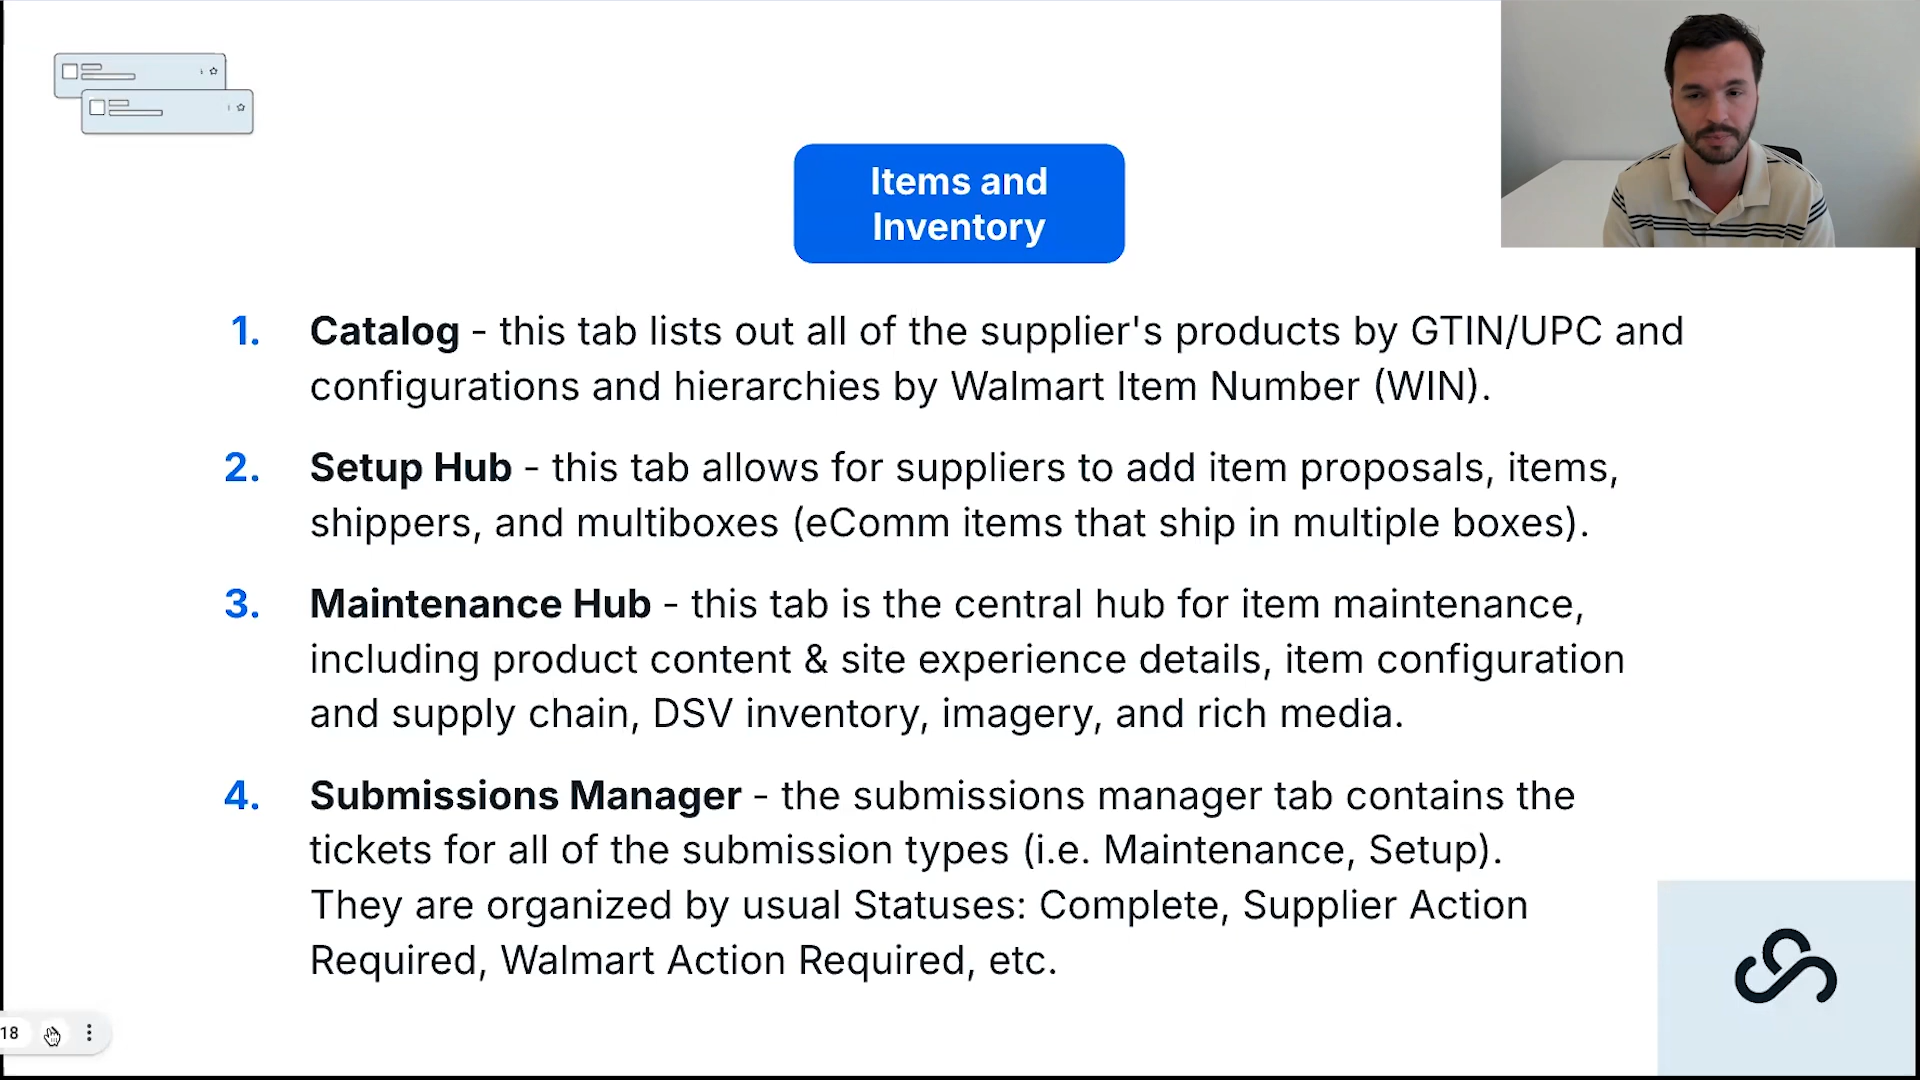 Items and
Inventory
1. Catalog - this tab lists out all of the supplier's products by GTIN/UPC and
configurations and hierarchies by Walmart Item Number (WIN).
2. Setup Hub - this tab allows for suppliers to add item proposals, items,
shippers, and multiboxes (eComm items that ship in multiple boxes).
3. Maintenance Hub - this tab is the central hub for item maintenance,
including product content & site experience details, item configuration
and supply chain, DSV inventory, imagery, and rich media.
4. Submissions Manager - the submissions manager tab contains the
tickets for all of the submission types (i.e. Maintenance, Setup).
They are organized by usual Statuses: Complete, Supplier Action
Required, Walmart Action Required, etc.
18